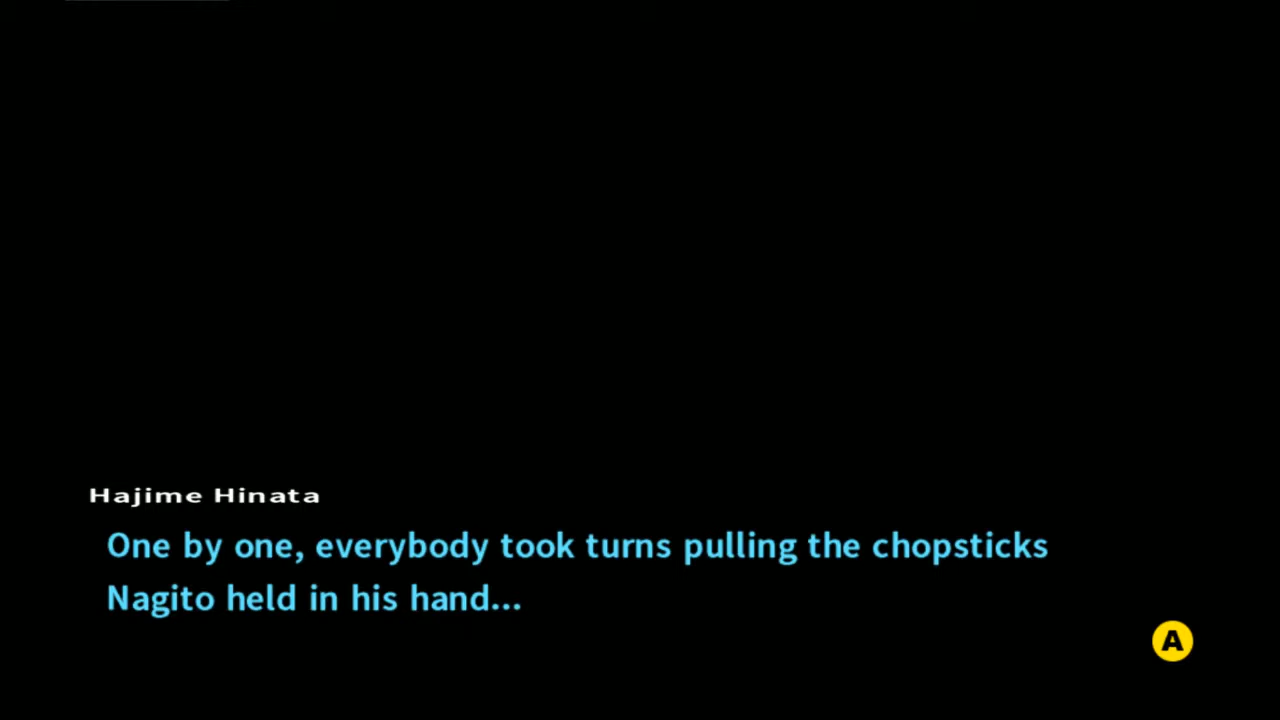 Hajime Hinata
One by one, everybody took turns pulling the chopsticks
Nagito held in his hand...
A